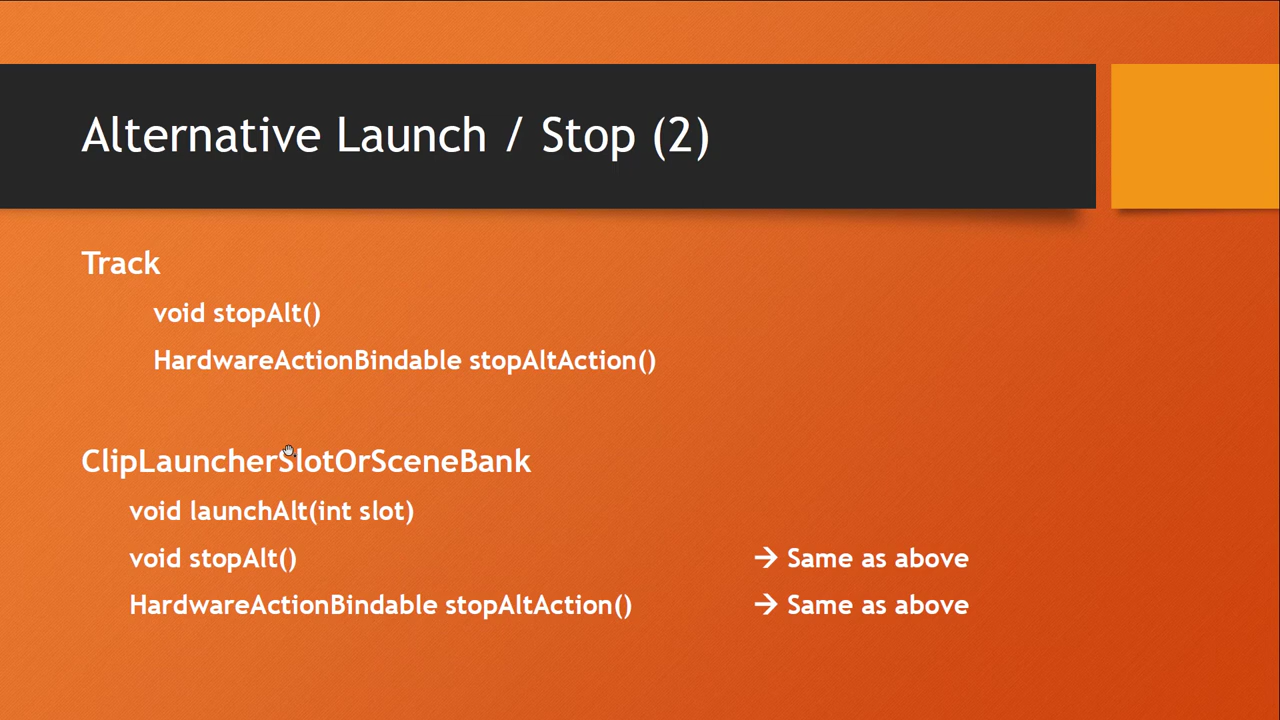 Alternative Launch / Stop (2)
Track
void stopAlt()
HardwareActionBindable stopAltAction()
ClipLauncherSlotOrSceneBank
void launchAlt(int slot)
void stopAlt() → Same as above
HardwareActionBindable stopAltAction() → Same as above